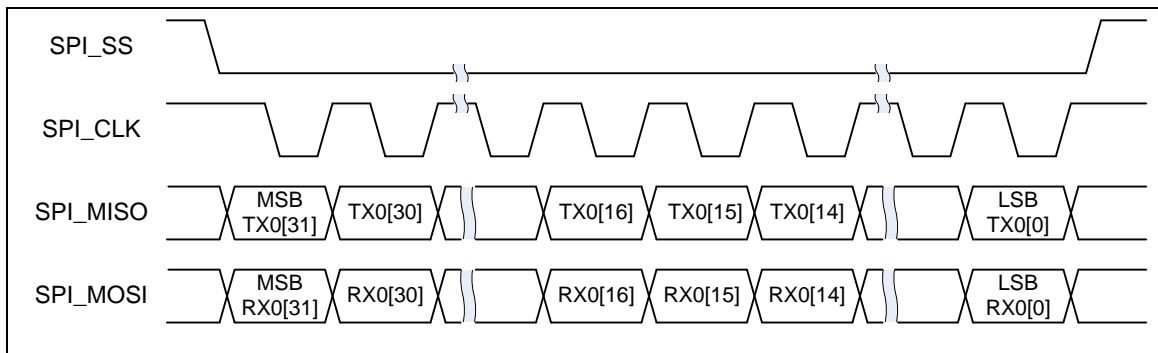 SPI_SS
SPI_CLK
SPI_MISO
MSB
TX0[31]
TX0[30]
TX0[16]
TX0[15]
TX0[14]
LSB
TX0[0]
SPI_MOSI
MSB
RX0[31]
RX0[30]
RX0[16]
RX0[15]
RX0[14]
LSB
RX0[0]